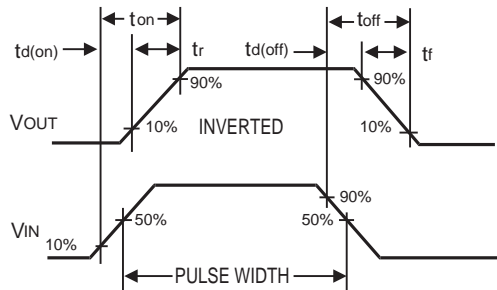 ton
toff
td(on)
tr
td(off)
tf
90%
90%
VOUT
10%
INVERTED
10%
90%
VIN
50%
50%
10%
PULSE WIDTH